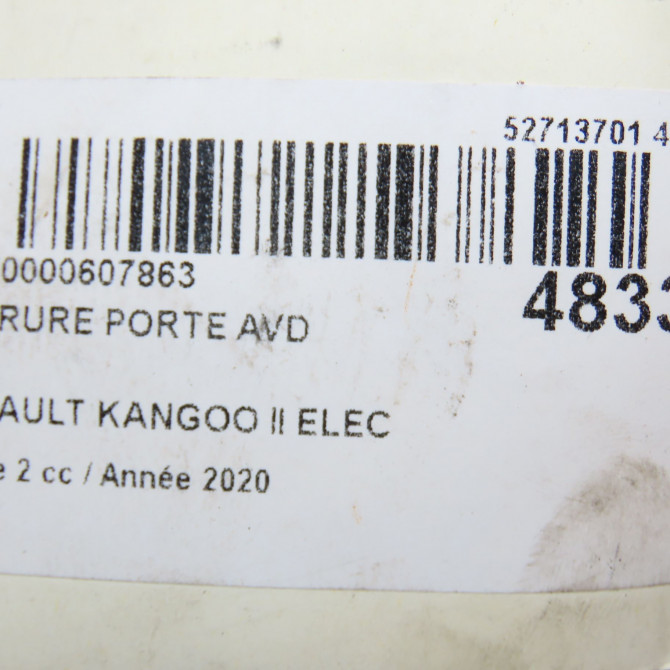 52713701 4
0000607863
4833
RURE PORTE AVD
AULT KANGOO II ELEC
e 2 cc / Année 2020